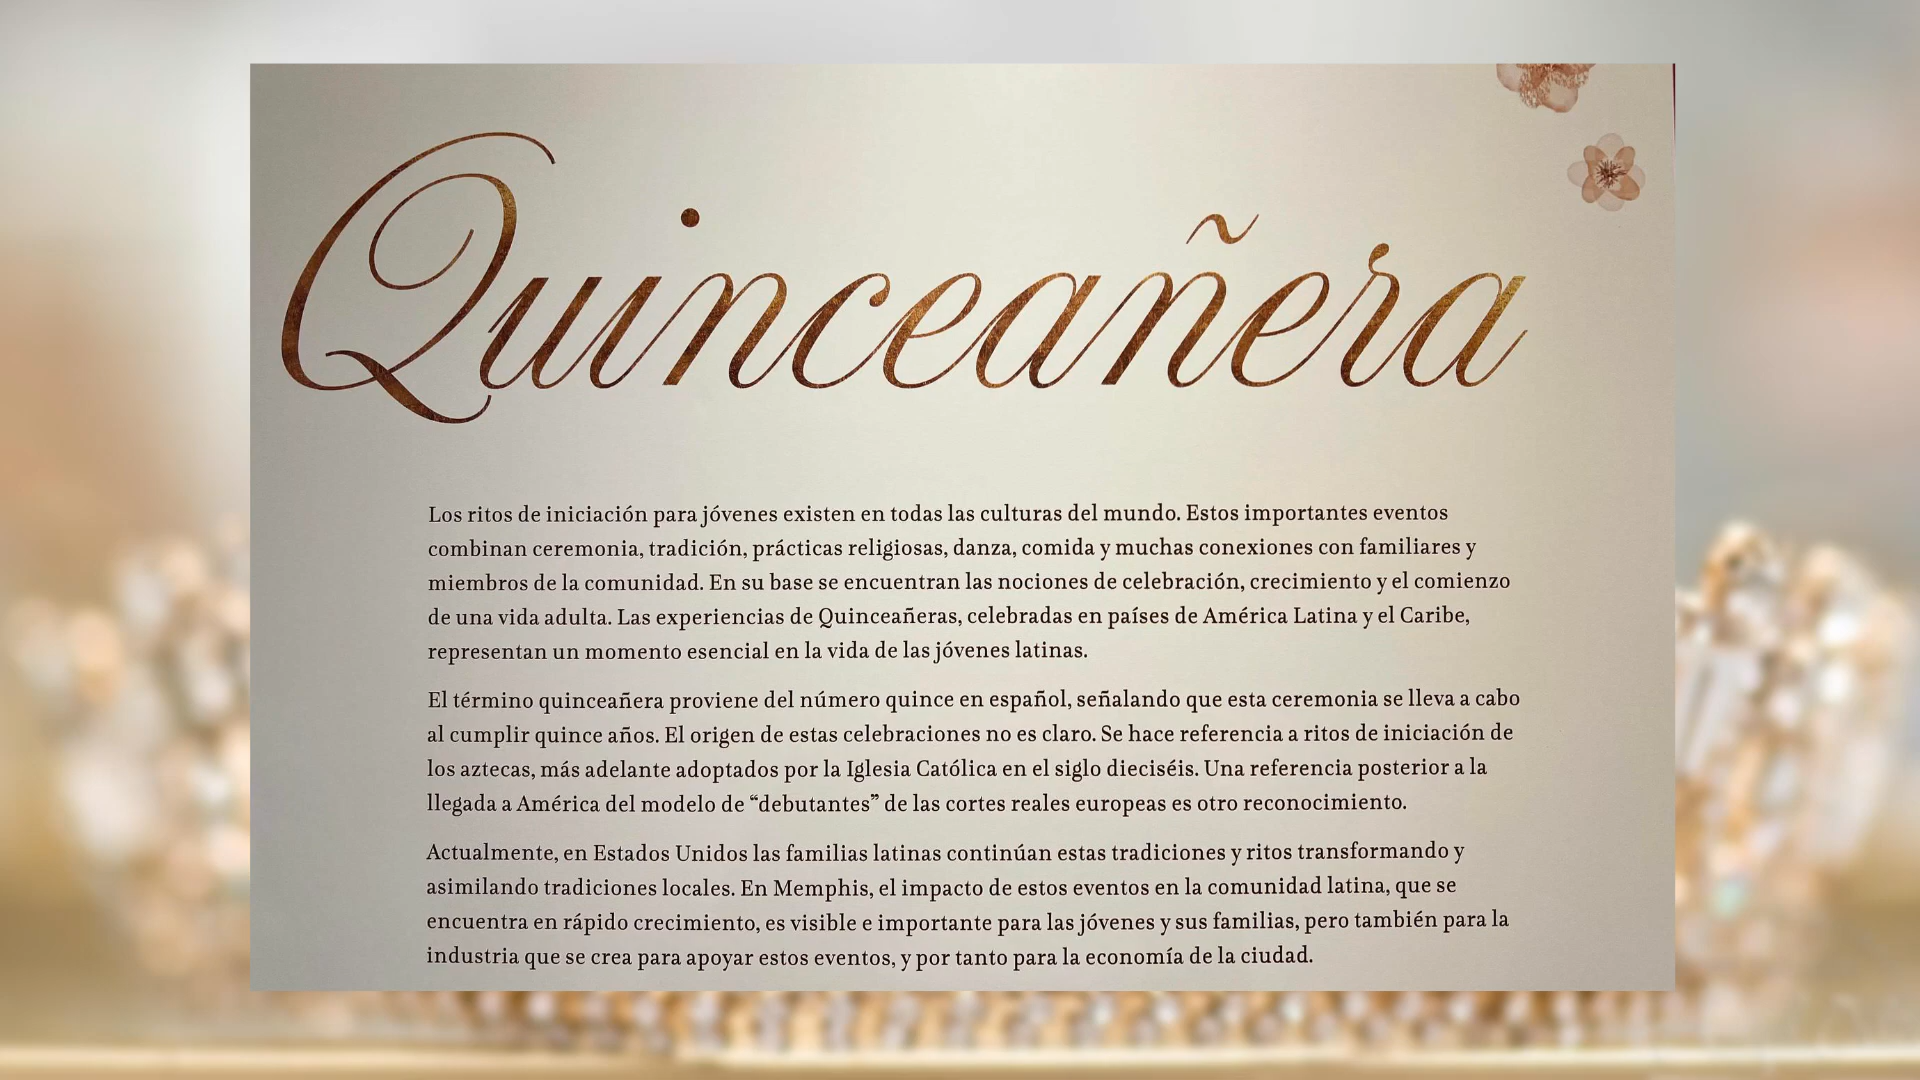 Quinceañera
Los ritos de iniciación para jóvenes existen en todas las culturas del mundo. Estos importantes eventos
combinan ceremonia, tradición, prácticas religiosas, danza, comida y muchas conexiones con familiares y
miembros de la comunidad. En su base se encuentran las nociones de celebración, crecimiento y el comienzo
de una vida adulta. Las experiencias de Quinceañeras, celebradas en países de América Latina y el Caribe,
representan un momento esencial en la vida de las jóvenes latinas.
El término quinceañera proviene del número quince en español, señalando que esta ceremonia se lleva a cabo
al cumplir quince años. El origen de estas celebraciones no es claro. Se hace referencia a ritos de iniciación de
los aztecas, más adelante adoptados por la Iglesia Católica en el siglo dieciséis. Una referencia posterior a la
llegada a América del modelo de “debutantes” de las cortes reales europeas es otro reconocimiento.
Actualmente, en Estados Unidos las familias latinas continúan estas tradiciones y ritos transformando y
asimilando tradiciones locales. En Memphis, el impacto de estos eventos en la comunidad latina, que se
encuentra en rápido crecimiento, es visible e importante para las jóvenes y sus familias, pero también para la
industria que se crea para apoyar estos eventos, y por tanto para la economía de la ciudad.